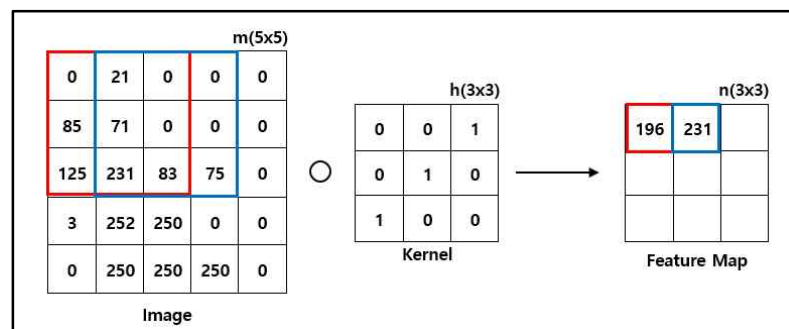 m(5x5)
0 21 0 0 0
85 71 0 0 0
125 231 83 75 0
3 252 250 0 0
0 250 250 250 0
Image
h(3x3)
0 0 1
0 1 0
1 0 0
Kernel
n(3x3)
196 231
Feature Map